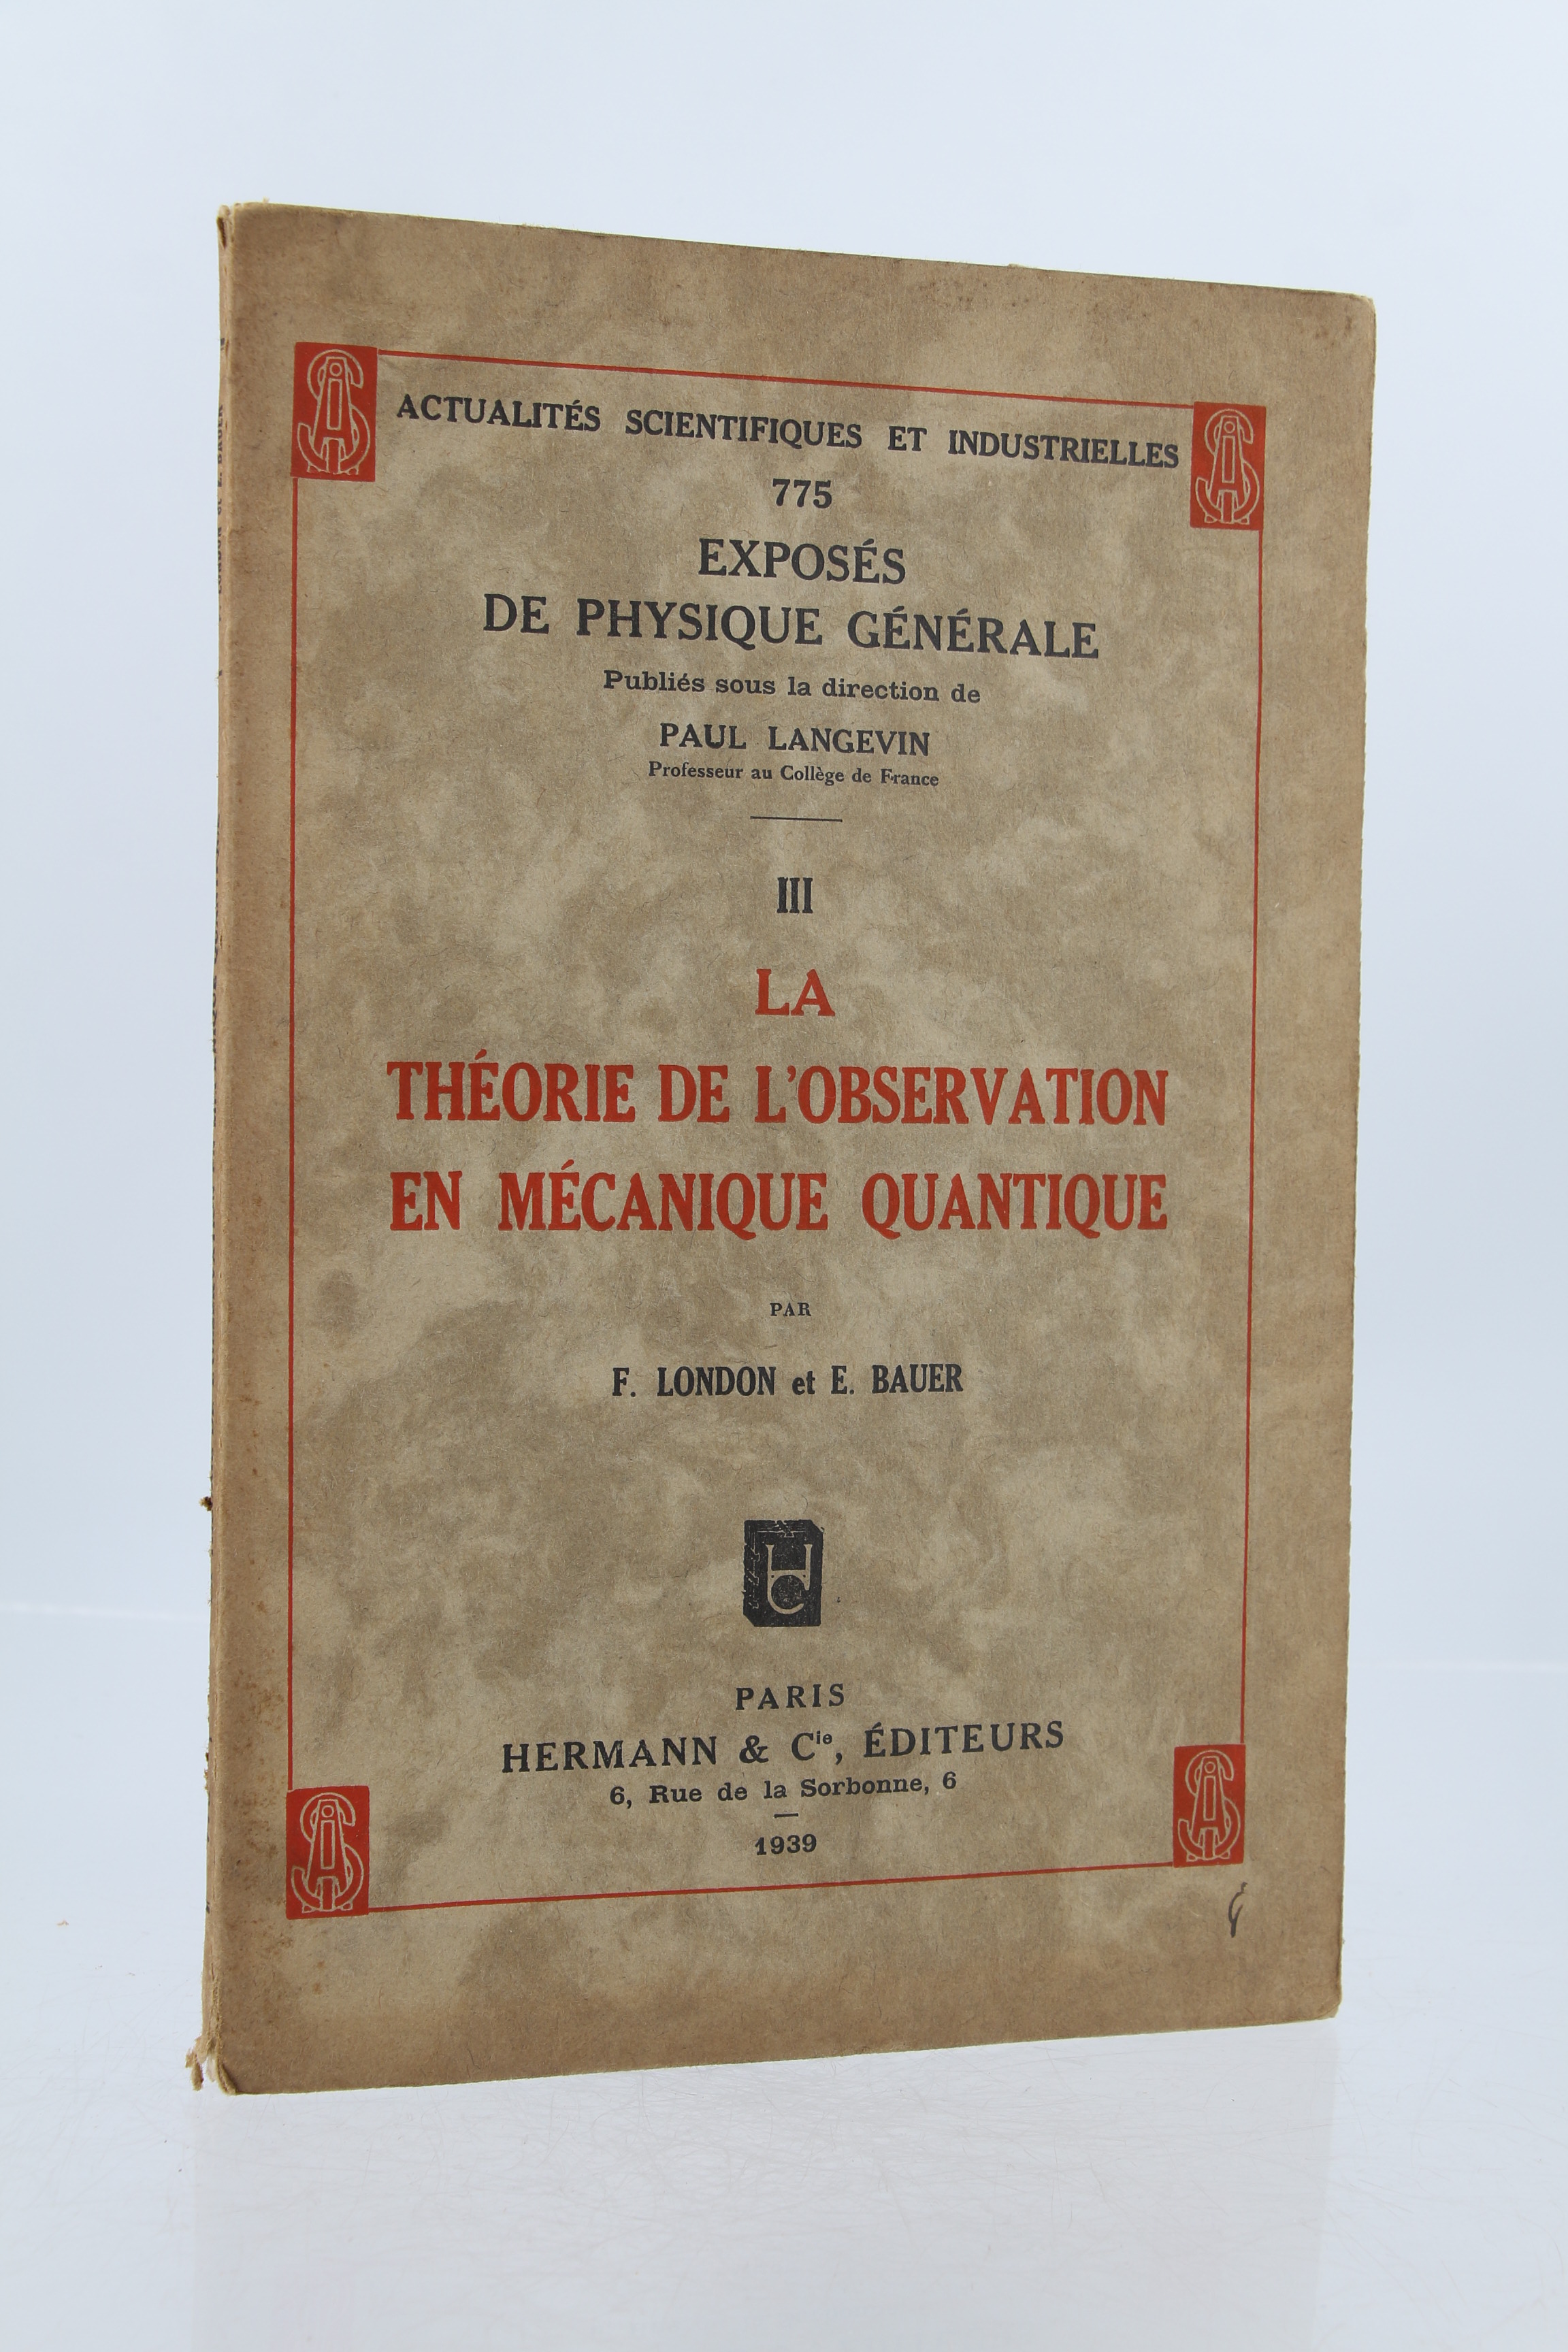 ACTUALITÉS SCIENTIFIQUES ET INDUSTRIELLES
775
EXPOSÉS
DE PHYSIQUE GÉNÉRALE
Publiés sous la direction de
PAUL LANGEVIN
Professeur au Collège de France
III
LA
THÉORIE DE L'OBSERVATION
EN MÉCANIQUE QUANTIQUE
PAR
F. LONDON et E. BAUER
PARIS
HERMANN & Cie, ÉDITEURS
6, Rue de la Sorbonne, 6
1939